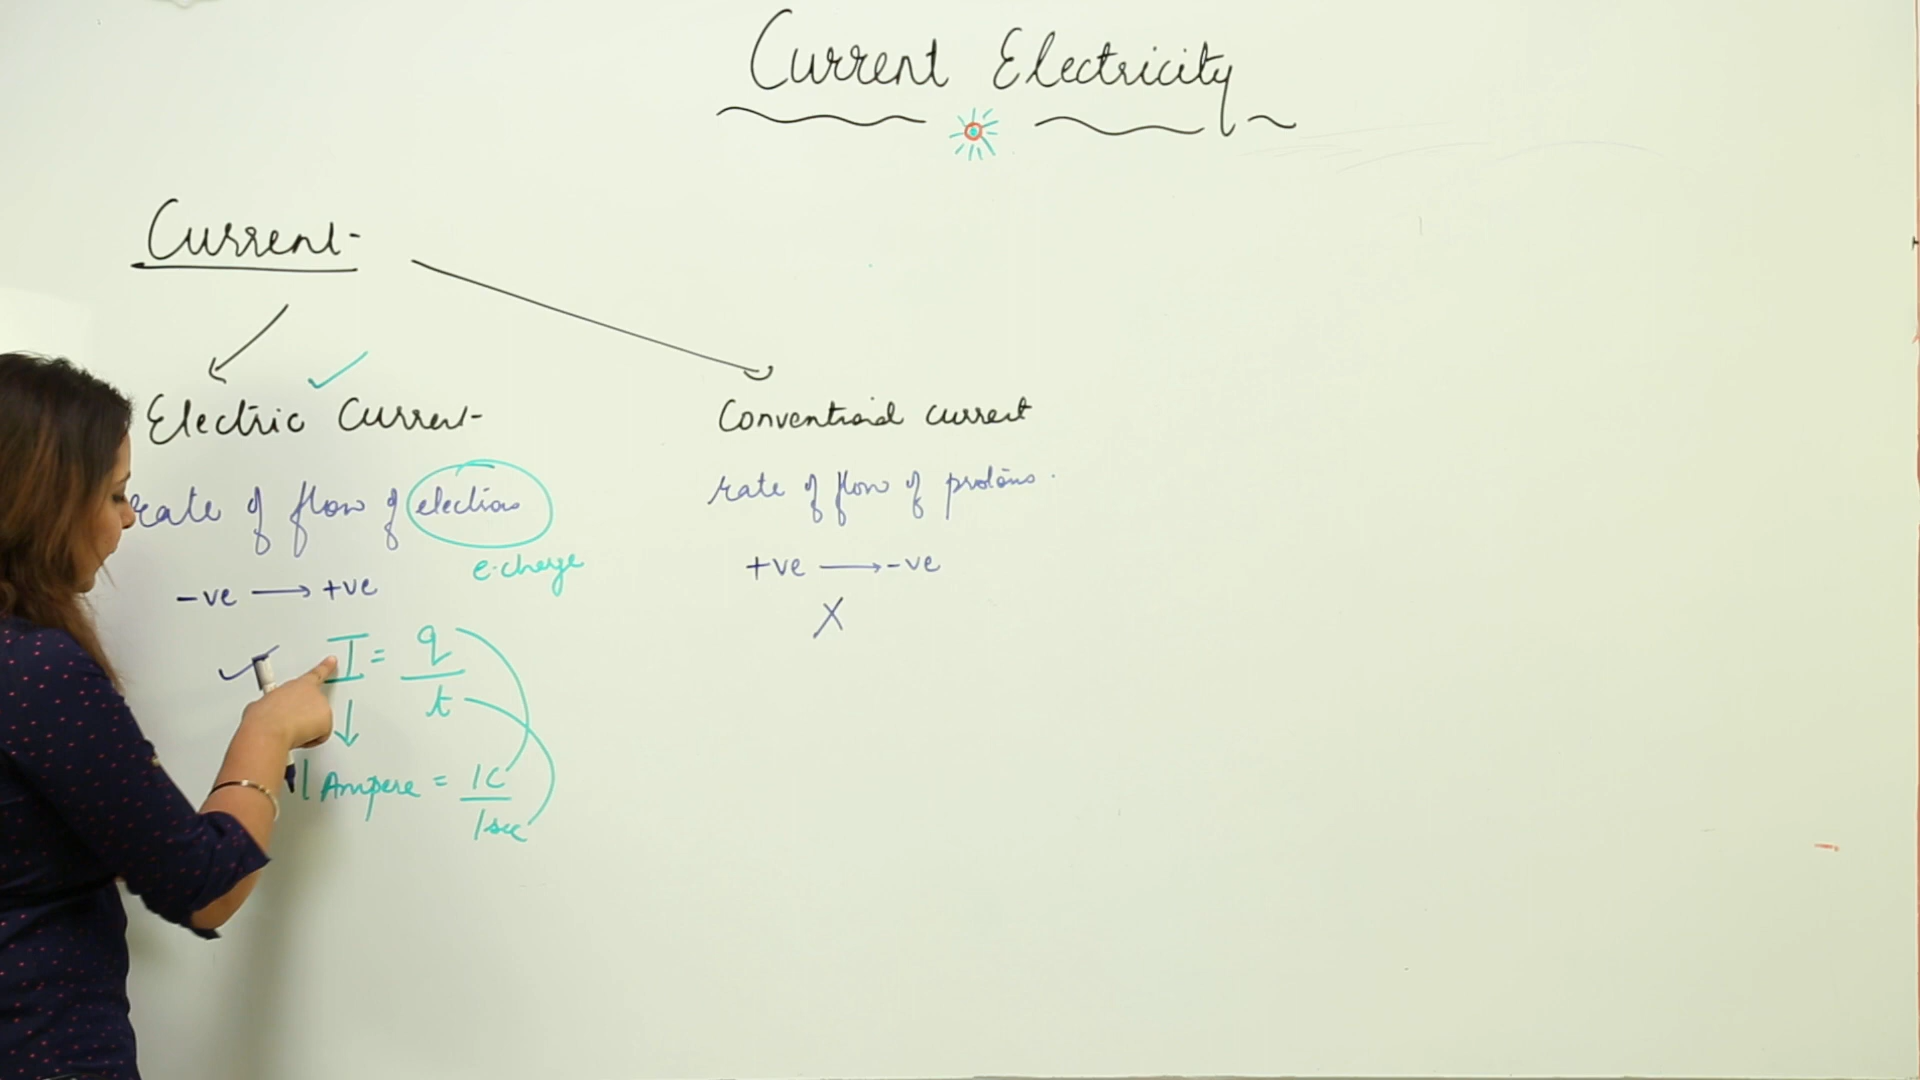 Current Electricity
Current
Electric Current
rate of flow of electrons
e. charge
-ve → +ve
I = q/t
1 Ampere = 1C/1sec
Conventional current
rate of flow of protons.
+ve → -ve
X